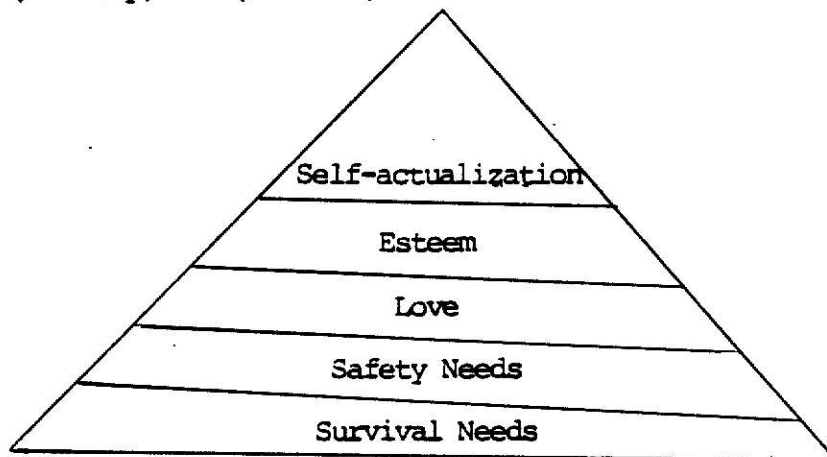 Self-actualization
Esteem
Love
Safety Needs
Survival Needs